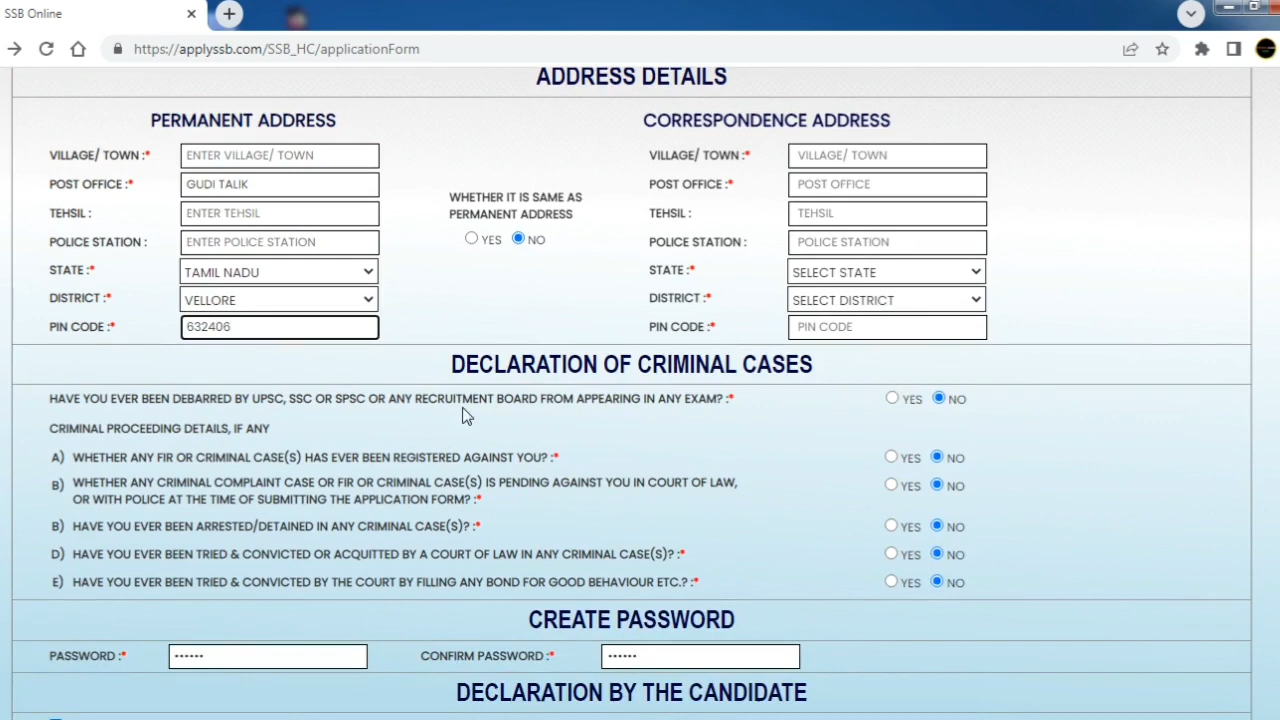 SSB Online
https://applyssb.com/SSB_HC/applicationForm
ADDRESS DETAILS
PERMANENT ADDRESS
VILLAGE/ TOWN :* ENTER VILLAGE/ TOWN
POST OFFICE :* GUDI TALIK
TEHSIL : ENTER TEHSIL
POLICE STATION : ENTER POLICE STATION
STATE :* TAMIL NADU
DISTRICT :* VELLORE
PIN CODE :* 632406
WHETHER IT IS SAME AS
PERMANENT ADDRESS
YES NO
CORRESPONDENCE ADDRESS
VILLAGE/ TOWN :* VILLAGE/ TOWN
POST OFFICE :* POST OFFICE
TEHSIL : TEHSIL
POLICE STATION : POLICE STATION
STATE :* SELECT STATE
DISTRICT :* SELECT DISTRICT
PIN CODE :* PIN CODE
DECLARATION OF CRIMINAL CASES
HAVE YOU EVER BEEN DEBARRED BY UPSC, SSC OR SPSC OR ANY RECRUITMENT BOARD FROM APPEARING IN ANY EXAM? :* YES NO
CRIMINAL PROCEEDING DETAILS, IF ANY
A) WHETHER ANY FIR OR CRIMINAL CASE(S) HAS EVER BEEN REGISTERED AGAINST YOU? :* YES NO
B) WHETHER ANY CRIMINAL COMPLAINT CASE OR FIR OR CRIMINAL CASE(S) IS PENDING AGAINST YOU IN COURT OF LAW, YES NO
OR WITH POLICE AT THE TIME OF SUBMITTING THE APPLICATION FORM? :*
B) HAVE YOU EVER BEEN ARRESTED/DETAINED IN ANY CRIMINAL CASE(S)? :* YES NO
D) HAVE YOU EVER BEEN TRIED & CONVICTED OR ACQUITTED BY A COURT OF LAW IN ANY CRIMINAL CASE(S)? :* YES NO
E) HAVE YOU EVER BEEN TRIED & CONVICTED BY THE COURT BY FILLING ANY BOND FOR GOOD BEHAVIOUR ETC.? :* YES NO
CREATE PASSWORD
PASSWORD :* •••••• CONFIRM PASSWORD :* ••••••
DECLARATION BY THE CANDIDATE